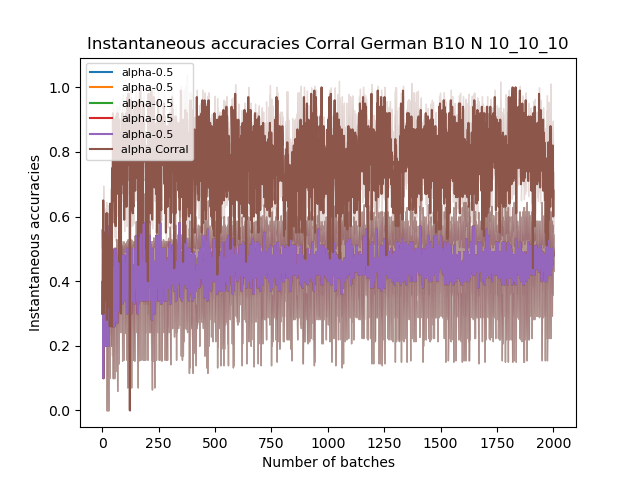 Instantaneous accuracies Corral German B10 N 10_10_10
alpha-0.5
alpha-0.5
alpha-0.5
alpha-0.5
alpha-0.5
alpha Corral
Instantaneous accuracies
1.0
0.8
0.6
0.4
0.2
0.0
0 250 500 750 1000 1250 1500 1750 2000
Number of batches